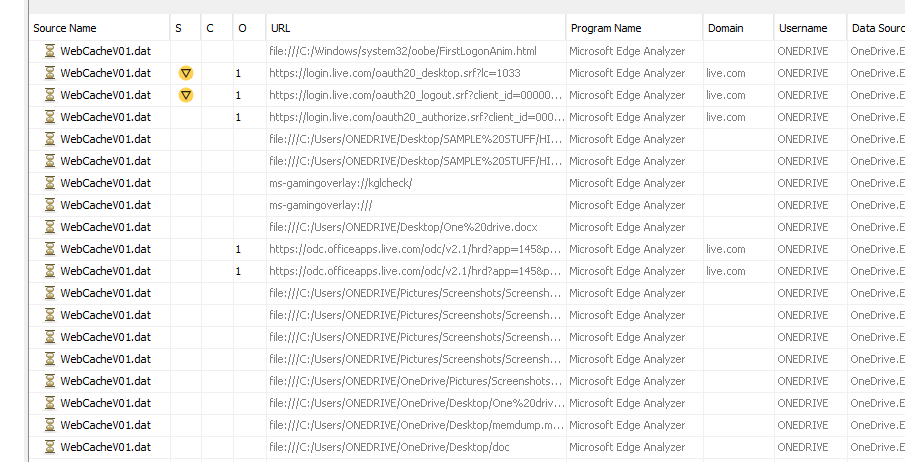 Source Name S C O URL Program Name Domain Username Data Sourc
WebCacheV01.dat file:///C:/Windows/system32/oobe/FirstLogonAnim.html Microsoft Edge Analyzer ONEDRIVE OneDrive.E
WebCacheV01.dat 1 https://login.live.com/oauth20_desktop.srf?lc=1033 Microsoft Edge Analyzer live.com ONEDRIVE OneDrive.E
WebCacheV01.dat 1 https://login.live.com/oauth20_logout.srf?client_id=00000... Microsoft Edge Analyzer live.com ONEDRIVE OneDrive.E
WebCacheV01.dat 1 https://login.live.com/oauth20_authorize.srf?client_id=000... Microsoft Edge Analyzer live.com ONEDRIVE OneDrive.E
WebCacheV01.dat file:///C:/Users/ONEDRIVE/Desktop/SAMPLE%20STUFF/HI... Microsoft Edge Analyzer ONEDRIVE OneDrive.E
WebCacheV01.dat file:///C:/Users/ONEDRIVE/Desktop/SAMPLE%20STUFF/HI... Microsoft Edge Analyzer ONEDRIVE OneDrive.E
WebCacheV01.dat ms-gamingoverlay://kglcheck/ Microsoft Edge Analyzer ONEDRIVE OneDrive.E
WebCacheV01.dat ms-gamingoverlay:/// Microsoft Edge Analyzer ONEDRIVE OneDrive.E
WebCacheV01.dat file:///C:/Users/ONEDRIVE/Desktop/One%20drive.docx Microsoft Edge Analyzer ONEDRIVE OneDrive.E
WebCacheV01.dat 1 https://odc.officeapps.live.com/odc/v2.1/hrd?app=145&p... Microsoft Edge Analyzer live.com ONEDRIVE OneDrive.E
WebCacheV01.dat 1 https://odc.officeapps.live.com/odc/v2.1/hrd?app=145&p... Microsoft Edge Analyzer live.com ONEDRIVE OneDrive.E
WebCacheV01.dat file:///C:/Users/ONEDRIVE/Pictures/Screenshots/Screensh... Microsoft Edge Analyzer ONEDRIVE OneDrive.E
WebCacheV01.dat file:///C:/Users/ONEDRIVE/Pictures/Screenshots/Screensh... Microsoft Edge Analyzer ONEDRIVE OneDrive.E
WebCacheV01.dat file:///C:/Users/ONEDRIVE/Pictures/Screenshots/Screensh... Microsoft Edge Analyzer ONEDRIVE OneDrive.E
WebCacheV01.dat file:///C:/Users/ONEDRIVE/Pictures/Screenshots/Screensh... Microsoft Edge Analyzer ONEDRIVE OneDrive.E
WebCacheV01.dat file:///C:/Users/ONEDRIVE/OneDrive/Pictures/Screenshots... Microsoft Edge Analyzer ONEDRIVE OneDrive.E
WebCacheV01.dat file:///C:/Users/ONEDRIVE/OneDrive/Desktop/One%20driv... Microsoft Edge Analyzer ONEDRIVE OneDrive.E
WebCacheV01.dat file:///C:/Users/ONEDRIVE/OneDrive/Desktop/memdump.m... Microsoft Edge Analyzer ONEDRIVE OneDrive.E
WebCacheV01.dat file:///C:/Users/ONEDRIVE/OneDrive/Desktop/doc Microsoft Edge Analyzer ONEDRIVE OneDrive.E